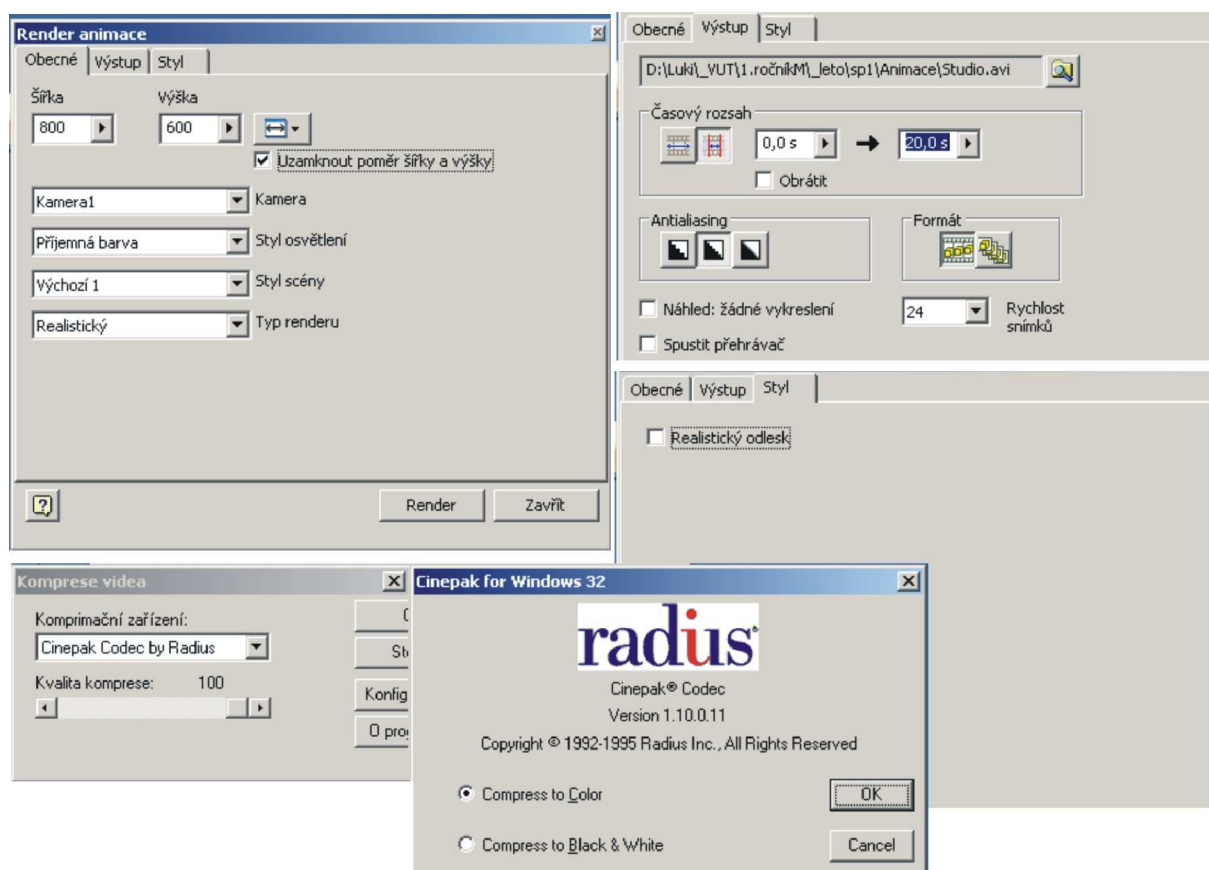 Render animace
Obecné Výstup Styl
Šířka Výška
800 600
Uzamknout poměr šířky a výšky
Kamera1 Kamera
Příjemná barva Styl osvětlení
Výchozí 1 Styl scény
Realistický Typ renderu
Render Zavřít
Obecné Výstup Styl
D:\Luki\_VUT\1.ročníkM\_leto\sp1\Animace\Studio.avi
Časový rozsah
0,0 s 20,0 s
Obrátit
Antialiasing Formát
Náhled: žádné vykreslení 24 Rychlost
snímků
Spustit přehrávač
Obecné Výstup Styl
Realistický odlesk
Komprese videa
Komprimační zařízení:
Cinepak Codec by Radius
Kvalita komprese: 100
Konfig
O pro
Cinepak for Windows 32
radius
Cinepak® Codec
Version 1.10.0.11
Copyright © 1992-1995 Radius Inc., All Rights Reserved
Compress to Color OK
Compress to Black & White Cancel